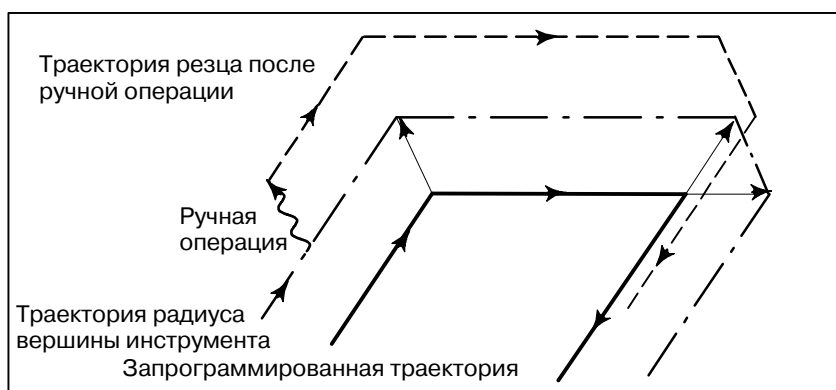 Траектория резца после
ручной операции
Ручная
операция
Траектория радиуса
вершины инструмента
Запрограммированная траектория